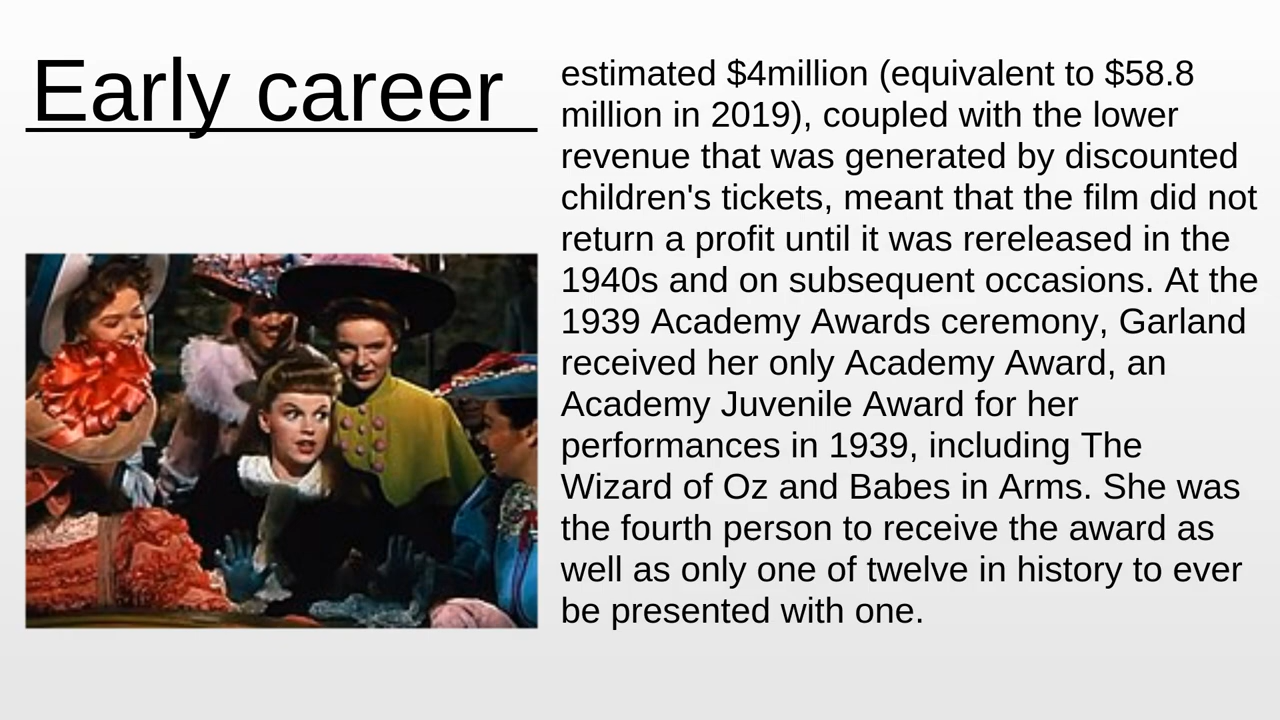 Early career
estimated $4million (equivalent to $58.8
million in 2019), coupled with the lower
revenue that was generated by discounted
children's tickets, meant that the film did not
return a profit until it was rereleased in the
1940s and on subsequent occasions. At the
1939 Academy Awards ceremony, Garland
received her only Academy Award, an
Academy Juvenile Award for her
performances in 1939, including The
Wizard of Oz and Babes in Arms. She was
the fourth person to receive the award as
well as only one of twelve in history to ever
be presented with one.